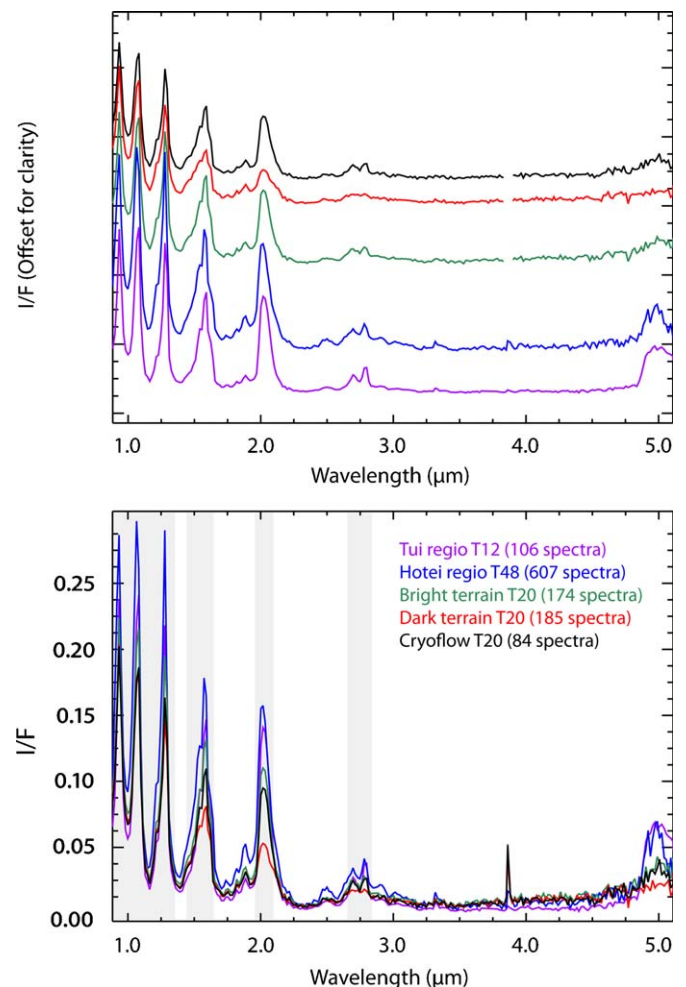 I/F (Offset for clarity)
1.0 2.0 3.0 4.0 5.0
Wavelength (μm)
I/F
0.25
0.20
0.15
0.10
0.05
0.00
Tui regio T12 (106 spectra)
Hotei regio T48 (607 spectra)
Bright terrain T20 (174 spectra)
Dark terrain T20 (185 spectra)
Cryoflow T20 (84 spectra)
1.0 2.0 3.0 4.0 5.0
Wavelength (μm)